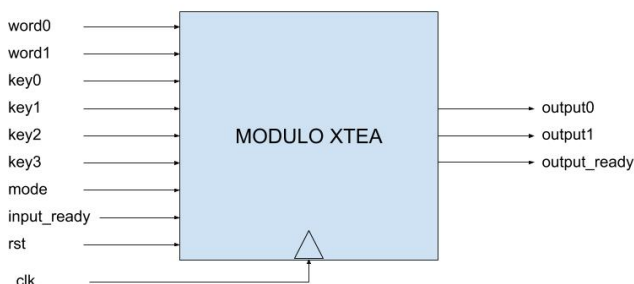 word0
word1
key0
key1
key2
key3
mode
input_ready
rst
clk
MODULO XTEA
output0
output1
output_ready